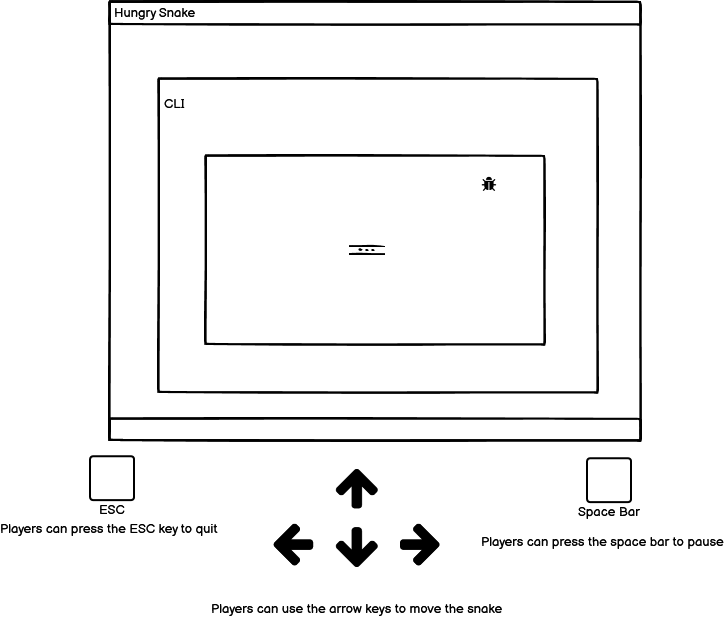 Hungry Snake
CLI
ESC
Players can press the ESC key to quit
Space Bar
Players can press the space bar to pause
Players can use the arrow keys to move the snake